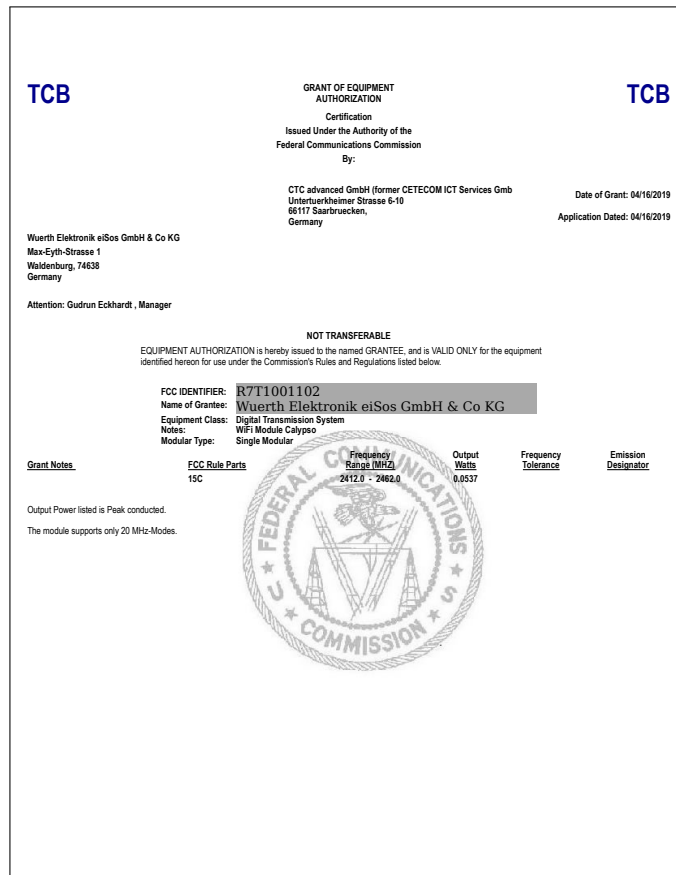 TCB
GRANT OF EQUIPMENT
AUTHORIZATION
TCB
Certification
Issued Under the Authority of the
Federal Communications Commission
By:
CTC advanced GmbH (former CETECOM ICT Services Gmb
Untertuerkheimer Strasse 6-10
66117 Saarbruecken,
Germany
Date of Grant: 04/16/2019
Application Dated: 04/16/2019
Wuerth Elektronik eiSos GmbH & Co KG
Max-Eyth-Strasse 1
Waldenburg, 74638
Germany
Attention: Gudrun Eckhardt , Manager
NOT TRANSFERABLE
EQUIPMENT AUTHORIZATION is hereby issued to the named GRANTEE, and is VALID ONLY for the equipment
identified hereon for use under the Commission's Rules and Regulations listed below.
FCC IDENTIFIER: R7T1001102
Name of Grantee: Wuerth Elektronik eiSos GmbH & Co KG
Equipment Class: Digital Transmission System
Notes: WiFi Module Calypso
Modular Type: Single Modular
Grant Notes FCC Rule Parts Frequency Range (MHZ) Output Watts Frequency Tolerance Emission Designator
15C 2412.0 - 2462.0 0.0537
Output Power listed is Peak conducted.
The module supports only 20 MHz-Modes.
FEDERAL COMMUNICATIONS
U S
COMMISSION